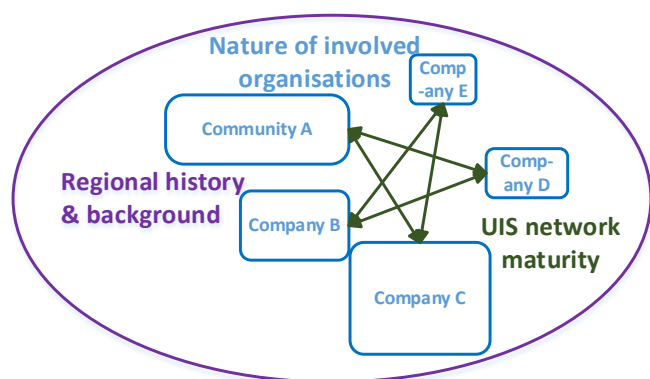 Nature of involved
organisations
Comp
-any E
Community A
Comp-
any D
Regional history
& background
Company B
UIS network
maturity
Company C